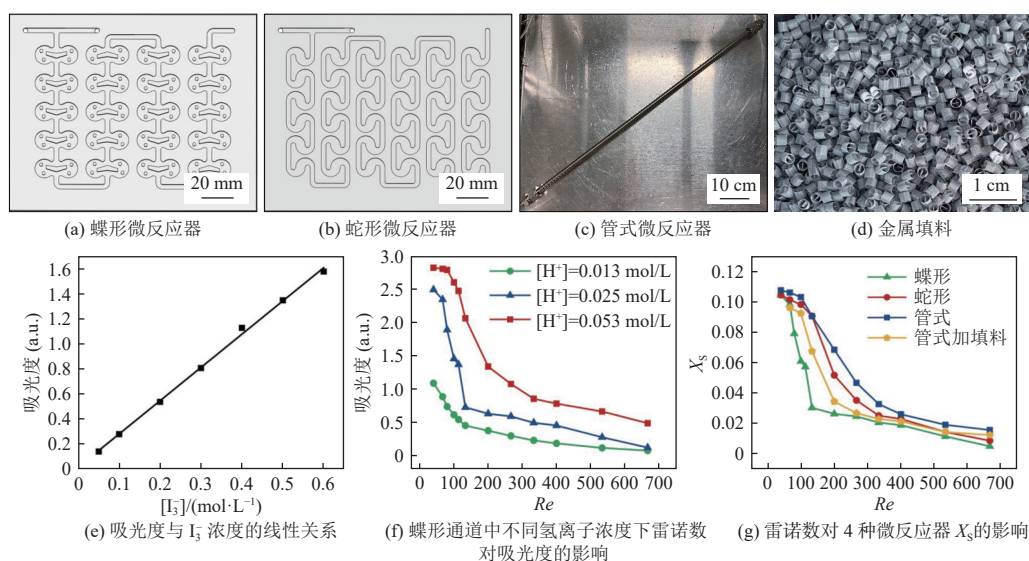 20 mm
20 mm
10 cm
1 cm
(a) 蝶形微反应器
(b) 蛇形微反应器
(c) 管式微反应器
(d) 金属填料
吸光度 (a.u.)
1.6
1.4
1.2
1.0
0.8
0.6
0.4
0.2
0
0.1 0.2 0.3 0.4 0.5 0.6
[I₃⁻]/(mol·L⁻¹)
(e) 吸光度与 I₃⁻ 浓度的线性关系
吸光度 (a.u.)
3.0
2.5
2.0
1.5
1.0
0.5
0
[H⁺]=0.013 mol/L
[H⁺]=0.025 mol/L
[H⁺]=0.053 mol/L
0 100 200 300 400 500 600 700
Re
(f) 蝶形通道中不同氢离子浓度下雷诺数
对吸光度的影响
X_S
0.12
0.10
0.08
0.06
0.04
0.02
0
蝶形
蛇形
管式
管式加填料
0 100 200 300 400 500 600 700
Re
(g) 雷诺数对 4 种微反应器 X_S的影响